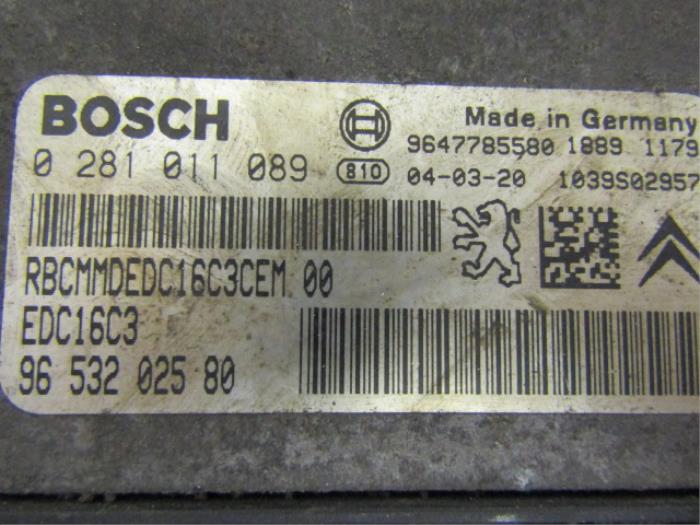 BOSCH
Made in Germany
0 281 011 089
9647785580 1889 1179
810
04-03-20 1039S02957
RBCMMDEDC16C3CEM 00
EDC16C3
96 532 025 80